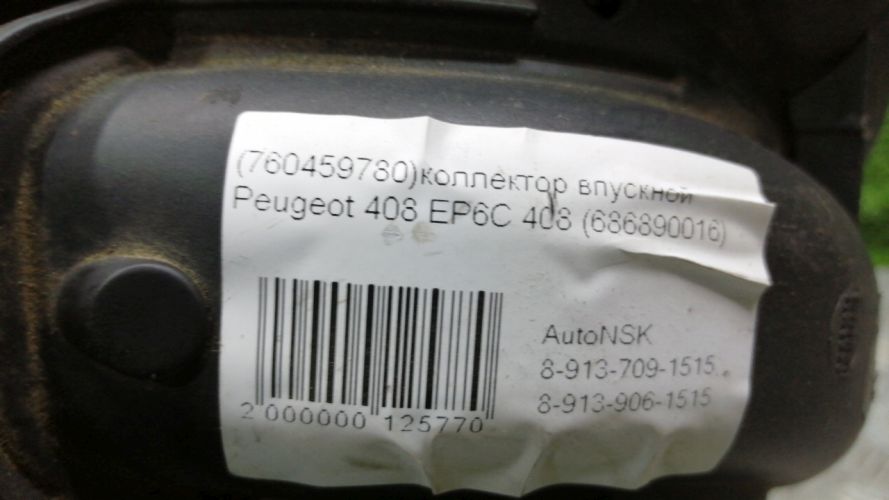 (760459780)коллектор впускной
Peugeot 408 EP6C 408 (686890016)
AutoNSK
8-913-709-1515
8-913-906-1515
2 000000 125770